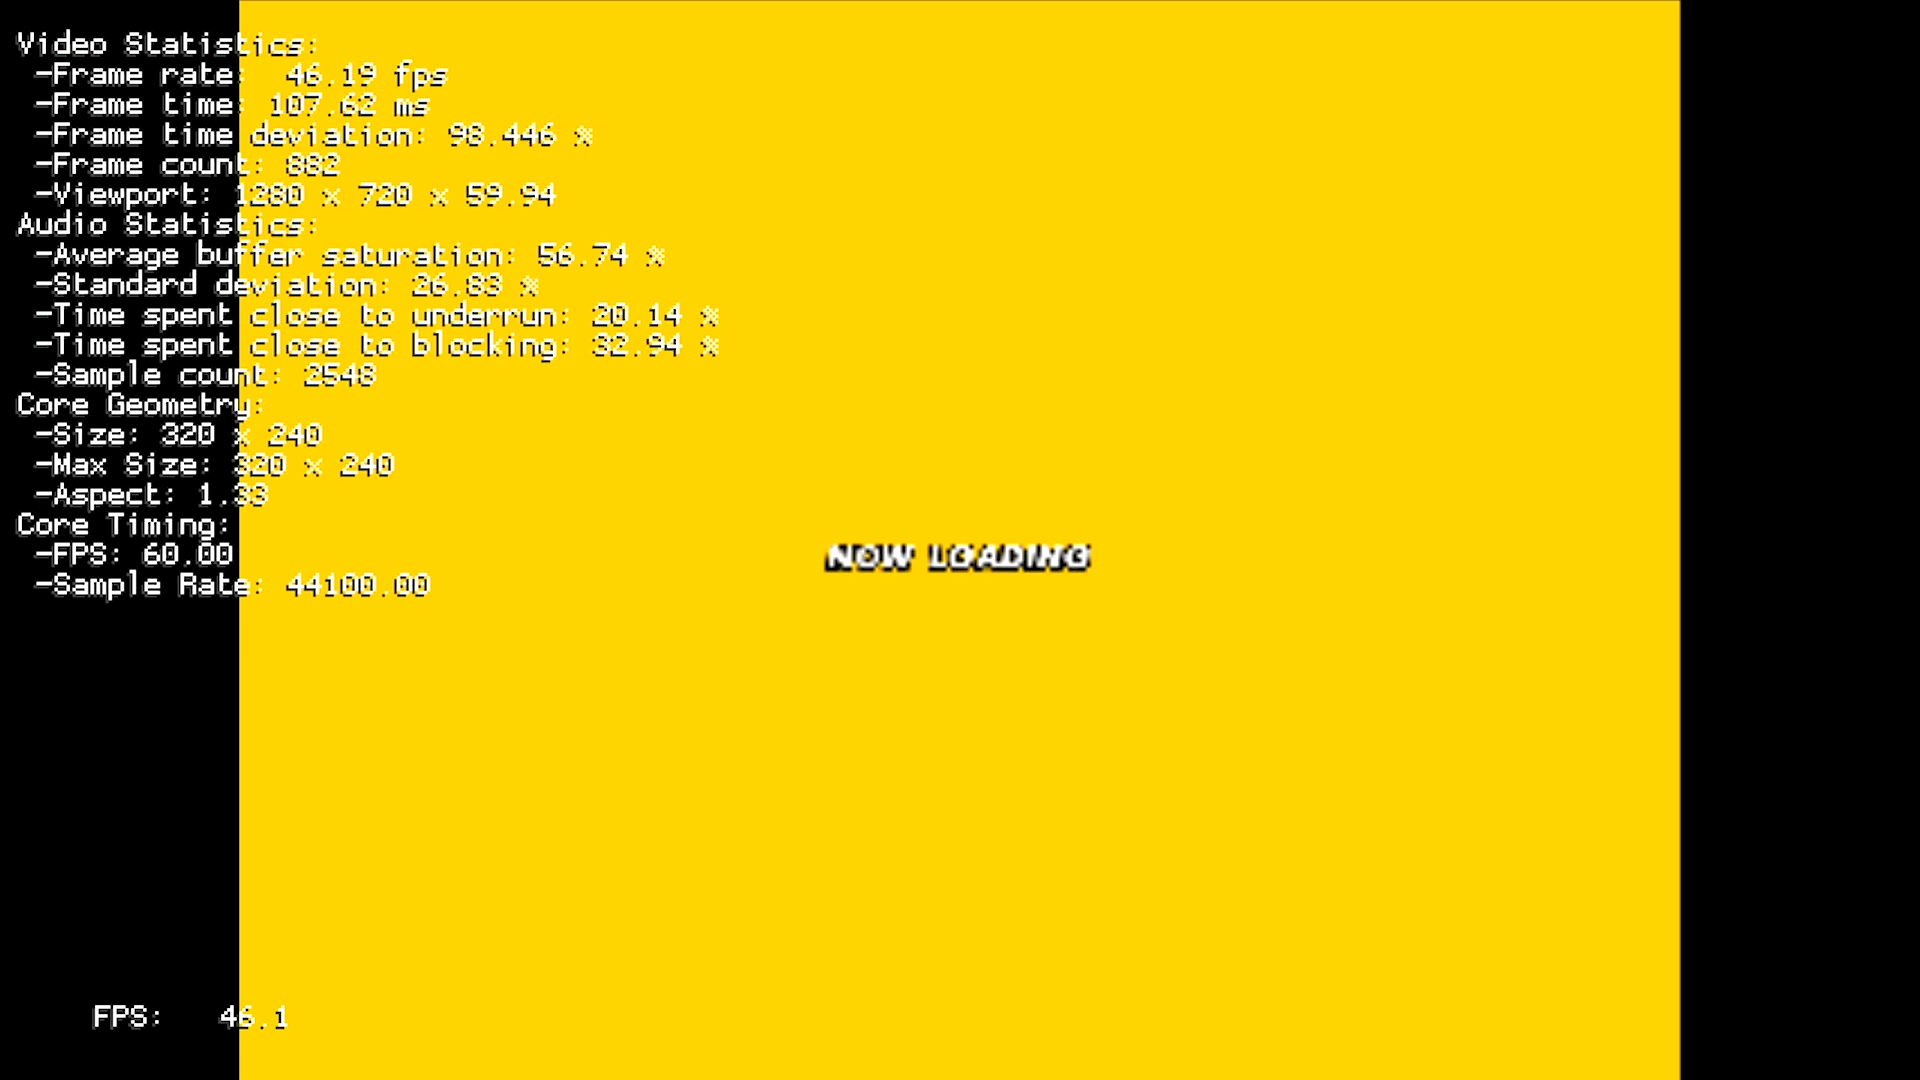 Video Statistics:
-Frame rate:  46.19 fps
-Frame time: 107.62 ms
-Frame time deviation: 98.446 %
-Frame count: 882
-Viewport: 1280 x 720 x 59.94
Audio Statistics:
-Average buffer saturation: 56.74 %
-Standard deviation: 26.83 %
-Time spent close to underrun: 20.14 %
-Time spent close to blocking: 32.94 %
-Sample count: 2548
Core Geometry:
-Size: 320 x 240
-Max Size: 320 x 240
-Aspect: 1.33
Core Timing:
-FPS: 60.00
-Sample Rate: 44100.00
NOW LOADING
FPS:   46.1